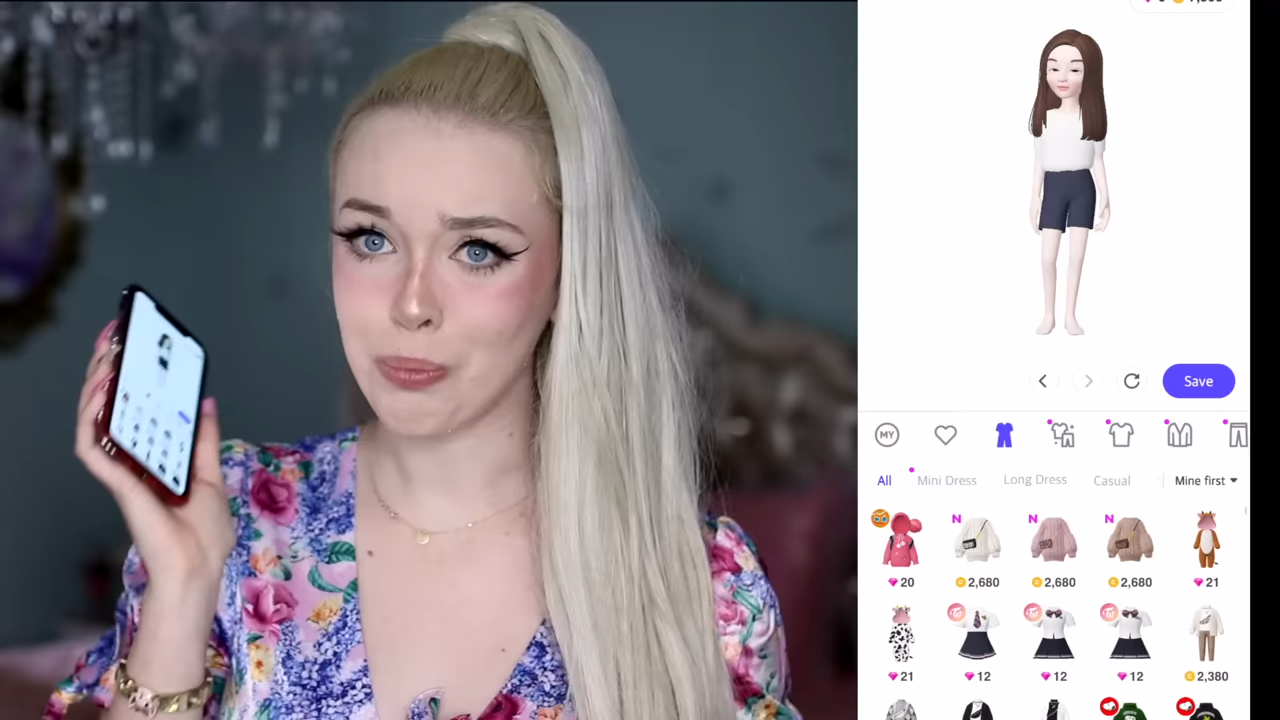 Save
MY
All
Mini Dress
Long Dress
Casual
Mine first
N
N
N
20
2,680
2,680
2,680
21
21
12
12
12
2,380